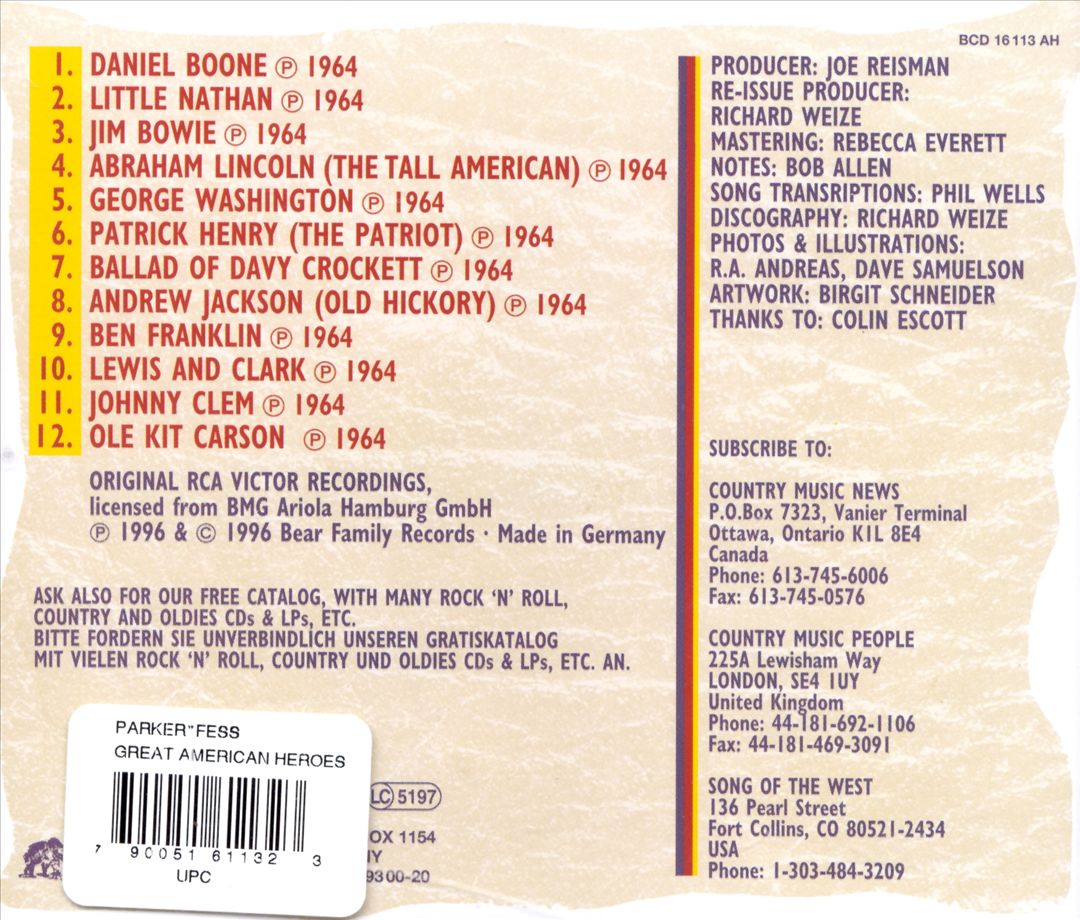 BCD 16113 AH
1. DANIEL BOONE ℗ 1964
2. LITTLE NATHAN ℗ 1964
3. JIM BOWIE ℗ 1964
4. ABRAHAM LINCOLN (THE TALL AMERICAN) ℗ 1964
5. GEORGE WASHINGTON ℗ 1964
6. PATRICK HENRY (THE PATRIOT) ℗ 1964
7. BALLAD OF DAVY CROCKETT ℗ 1964
8. ANDREW JACKSON (OLD HICKORY) ℗ 1964
9. BEN FRANKLIN ℗ 1964
10. LEWIS AND CLARK ℗ 1964
11. JOHNNY CLEM ℗ 1964
12. OLE KIT CARSON ℗ 1964
ORIGINAL RCA VICTOR RECORDINGS,
licensed from BMG Ariola Hamburg GmbH
℗ 1996 & © 1996 Bear Family Records · Made in Germany
ASK ALSO FOR OUR FREE CATALOG, WITH MANY ROCK ‘N’ ROLL,
COUNTRY AND OLDIES CDs & LPs, ETC.
BITTE FORDERN SIE UNVERBINDLICH UNSEREN GRATISKATALOG
MIT VIELEN ROCK ‘N’ ROLL, COUNTRY UND OLDIES CDs & LPs, ETC. AN.
PARKER"FESS
GREAT AMERICAN HEROES
7 90051 61132 3
UPC
LC 5197
OX 1154
NY
9300-20
PRODUCER: JOE REISMAN
RE-ISSUE PRODUCER:
RICHARD WEIZE
MASTERING: REBECCA EVERETT
NOTES: BOB ALLEN
SONG TRANSRIPTIONS: PHIL WELLS
DISCOGRAPHY: RICHARD WEIZE
PHOTOS & ILLUSTRATIONS:
R.A. ANDREAS, DAVE SAMUELSON
ARTWORK: BIRGIT SCHNEIDER
THANKS TO: COLIN ESCOTT
SUBSCRIBE TO:
COUNTRY MUSIC NEWS
P.O.Box 7323, Vanier Terminal
Ottawa, Ontario K1L 8E4
Canada
Phone: 613-745-6006
Fax: 613-745-0576
COUNTRY MUSIC PEOPLE
225A Lewisham Way
LONDON, SE4 1UY
United Kingdom
Phone: 44-181-692-1106
Fax: 44-181-469-3091
SONG OF THE WEST
136 Pearl Street
Fort Collins, CO 80521-2434
USA
Phone: 1-303-484-3209